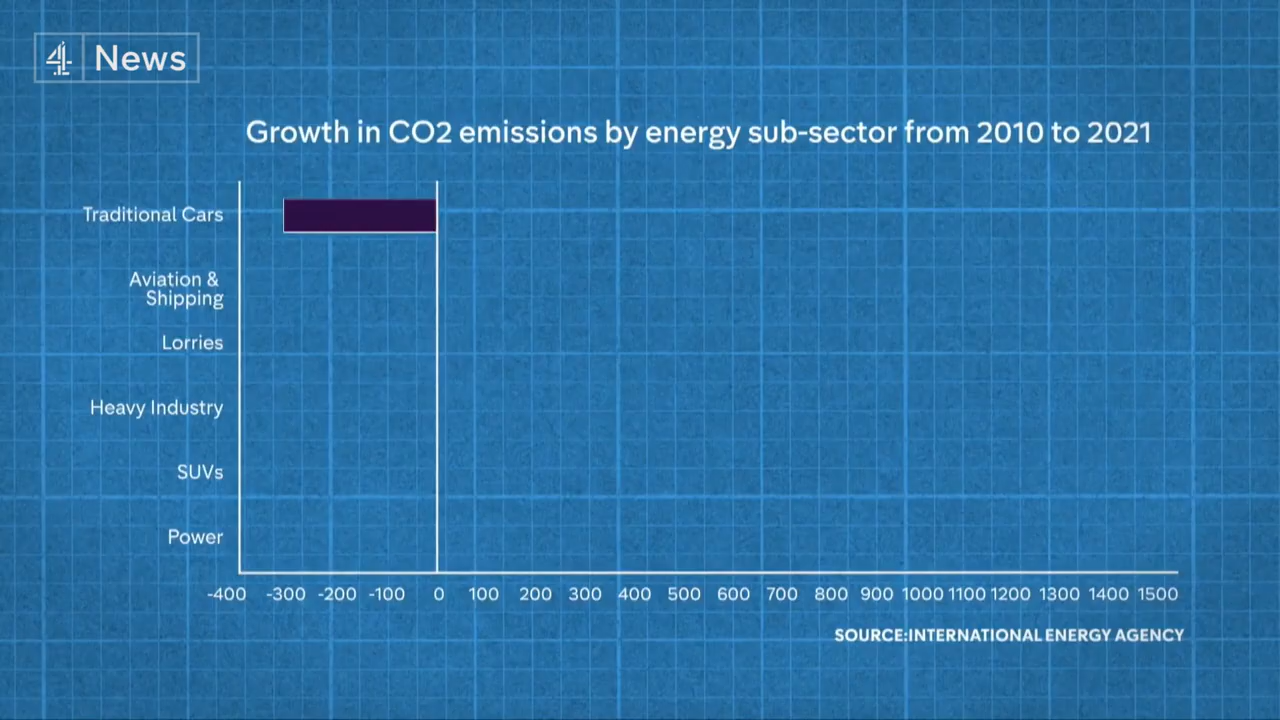 4 News
Growth in CO2 emissions by energy sub-sector from 2010 to 2021
Traditional Cars
Aviation &
Shipping
Lorries
Heavy Industry
SUVs
Power
-400 -300 -200 -100 0 100 200 300 400 500 600 700 800 900 1000 1100 1200 1300 1400 1500
SOURCE:INTERNATIONAL ENERGY AGENCY